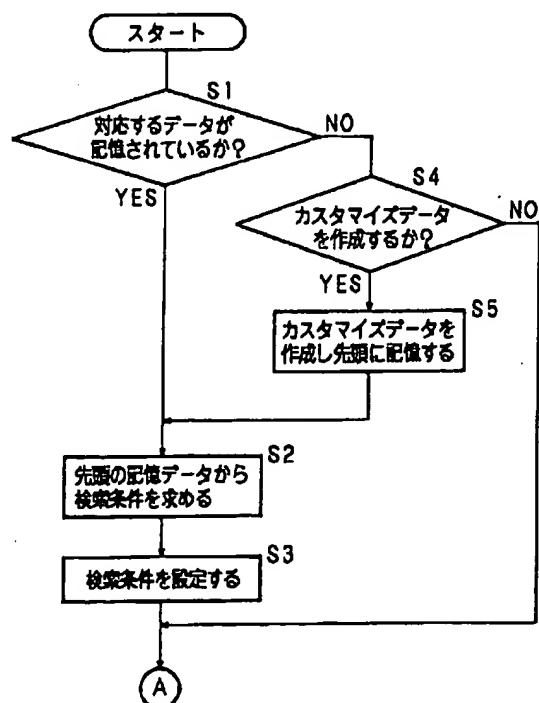 スタート
S1
対応するデータが
記憶されているか?
NO
YES
S4
カスタマイズデータ
を作成するか?
NO
YES
S5
カスタマイズデータを
作成し先頭に記憶する
S2
先頭の記憶データから
検索条件を求める
S3
検索条件を設定する
A